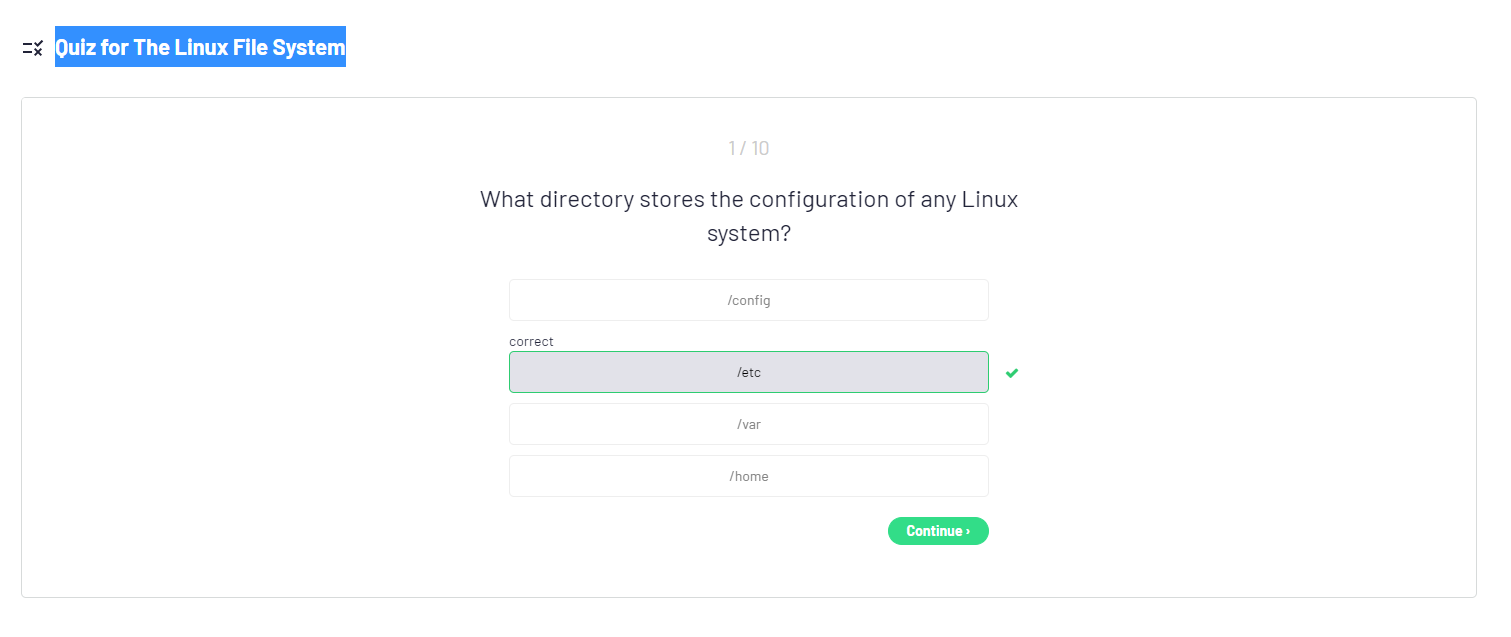 Quiz for The Linux File System
1 / 10
What directory stores the configuration of any Linux
system?
/config
correct
/etc
/var
/home
Continue ›